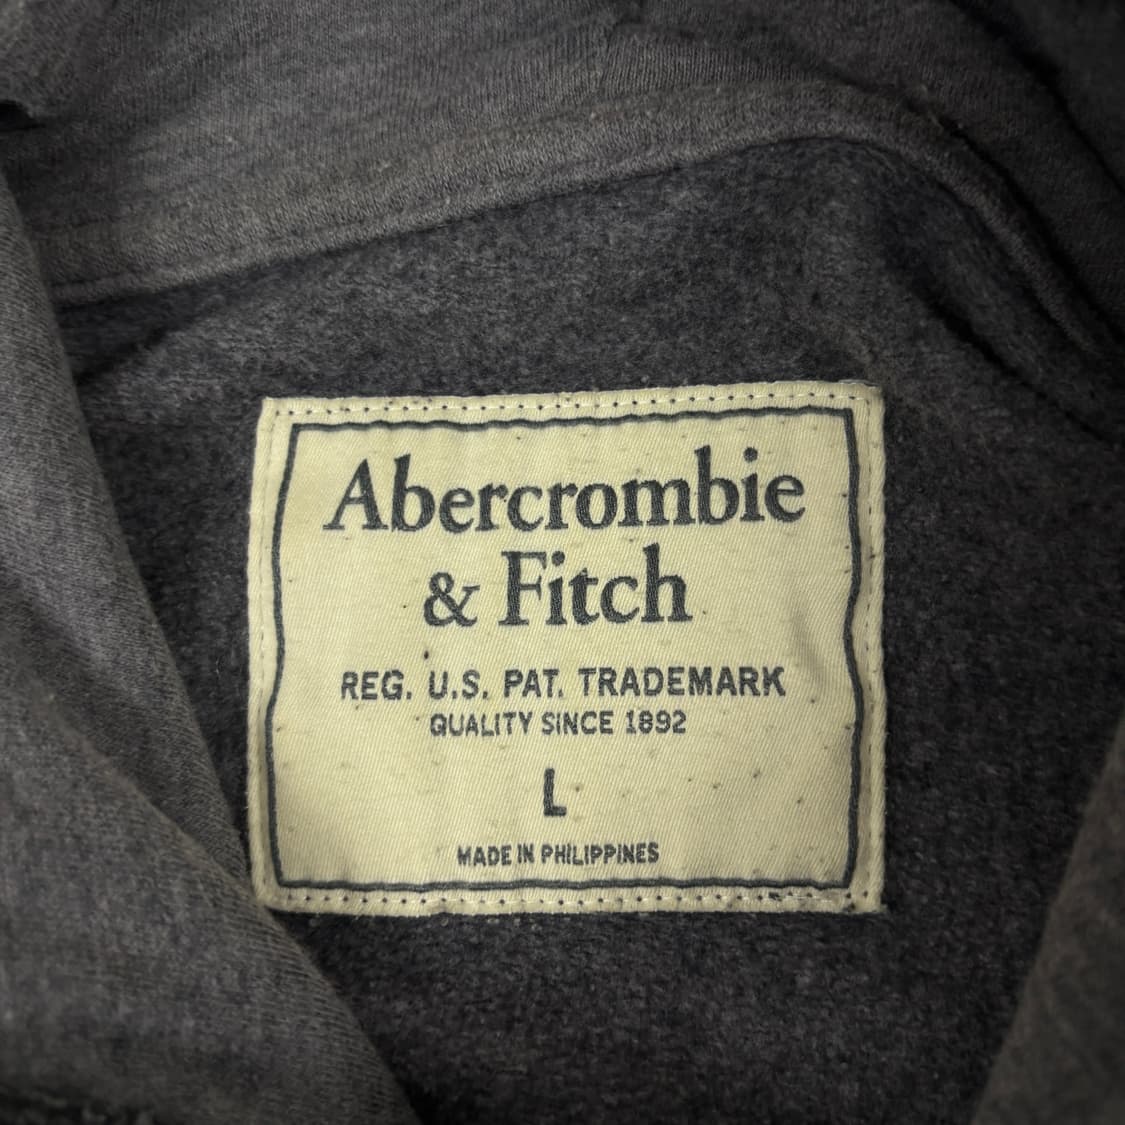 Abercrombie
& Fitch
REG. U.S. PAT. TRADEMARK
QUALITY SINCE 1892
L
MADE IN PHILIPPINES